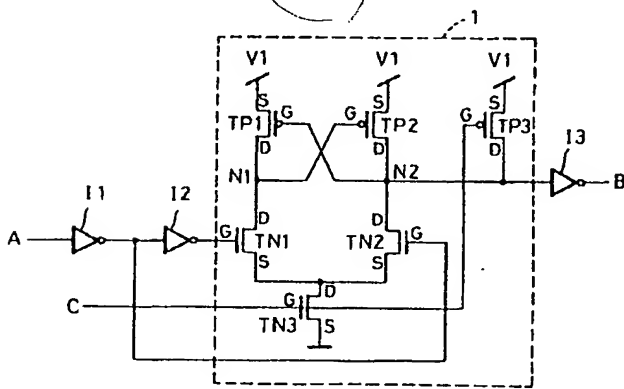 1
V1 V1 V1
S S S
TP1 G G TP2 G TP3
D D D
N1 N2 I3
B
I1 I2
D D
A G TN1 TN2 G
S S
D
C G
TN3 S